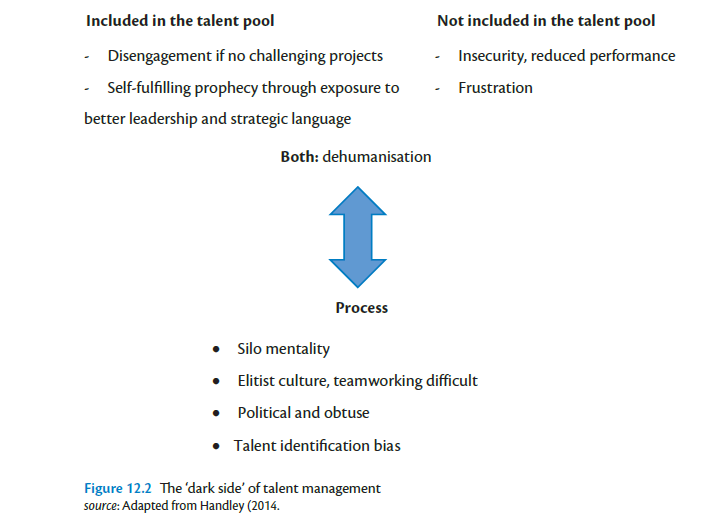 Included in the talent pool
Not included in the talent pool
- Disengagement if no challenging projects
- Self-fulfilling prophecy through exposure to
better leadership and strategic language
- Insecurity, reduced performance
- Frustration
Both: dehumanisation
Process
• Silo mentality
• Elitist culture, teamworking difficult
• Political and obtuse
• Talent identification bias
Figure 12.2 The ‘dark side’ of talent management
source: Adapted from Handley (2014.